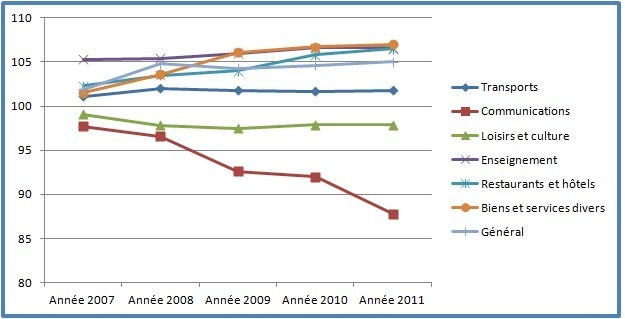 110
105
100
95
90
85
80
Année 2007 Année 2008 Année 2009 Année 2010 Année 2011
Transports
Communications
Loisirs et culture
Enseignement
Restaurants et hôtels
Biens et services divers
Général